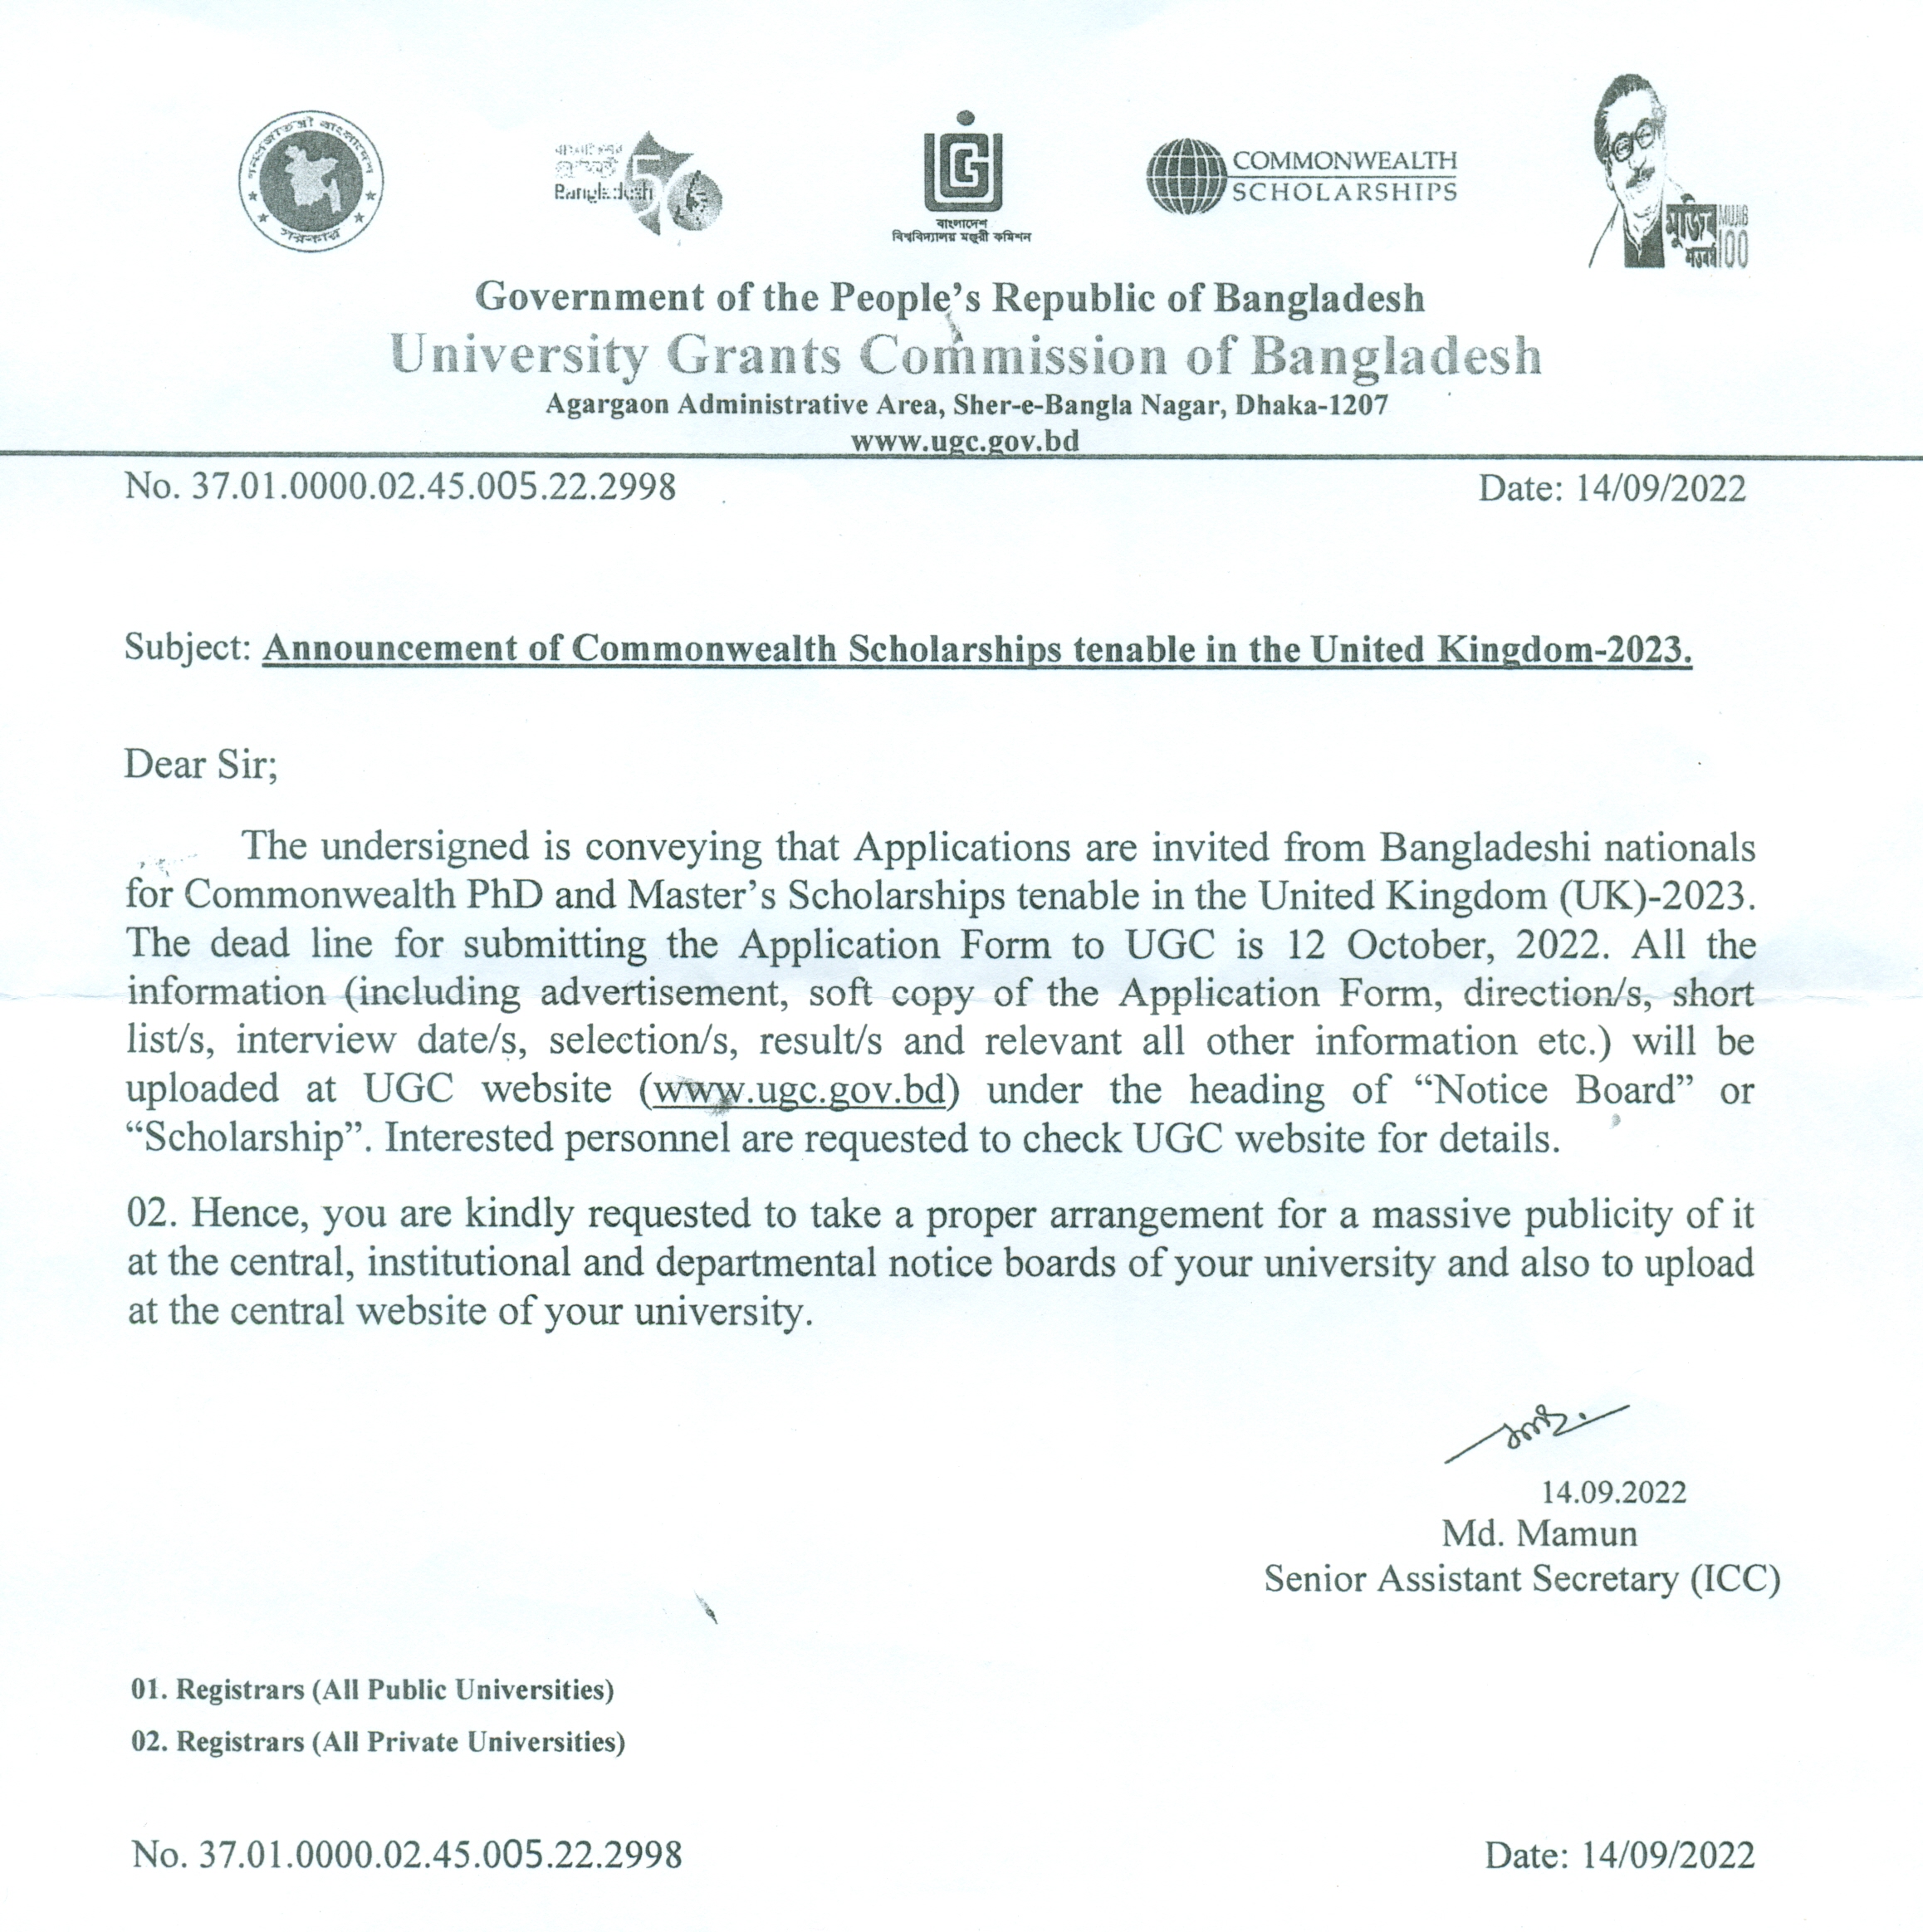 গণপ্রজাতন্ত্রী বাংলাদেশ
সরকার
Bangladesh 50
UGC
বাংলাদেশ
বিশ্ববিদ্যালয় মঞ্জুরী কমিশন
COMMONWEALTH
SCHOLARSHIPS
মুজিব MUJIB
শতবর্ষ 100
Government of the People’s Republic of Bangladesh
University Grants Commission of Bangladesh
Agargaon Administrative Area, Sher-e-Bangla Nagar, Dhaka-1207
www.ugc.gov.bd
No. 37.01.0000.02.45.005.22.2998 Date: 14/09/2022
Subject: Announcement of Commonwealth Scholarships tenable in the United Kingdom-2023.
Dear Sir;
The undersigned is conveying that Applications are invited from Bangladeshi nationals
for Commonwealth PhD and Master’s Scholarships tenable in the United Kingdom (UK)-2023.
The dead line for submitting the Application Form to UGC is 12 October, 2022. All the
information (including advertisement, soft copy of the Application Form, direction/s, short
list/s, interview date/s, selection/s, result/s and relevant all other information etc.) will be
uploaded at UGC website (www.ugc.gov.bd) under the heading of “Notice Board” or
“Scholarship”. Interested personnel are requested to check UGC website for details.
02. Hence, you are kindly requested to take a proper arrangement for a massive publicity of it
at the central, institutional and departmental notice boards of your university and also to upload
at the central website of your university.
14.09.2022
Md. Mamun
Senior Assistant Secretary (ICC)
01. Registrars (All Public Universities)
02. Registrars (All Private Universities)
No. 37.01.0000.02.45.005.22.2998 Date: 14/09/2022